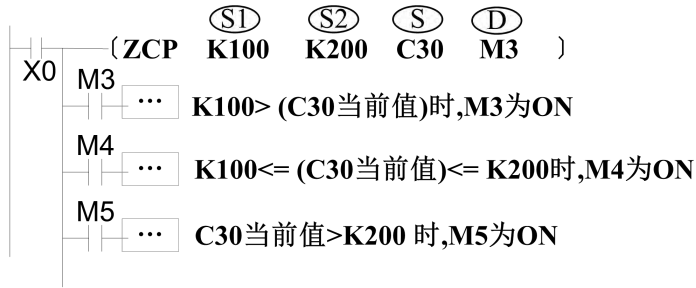 S1 S2 S D
[ZCP K100 K200 C30 M3 ]
X0
M3 ··· K100> (C30当前值)时,M3为ON
M4 ··· K100<= (C30当前值)<= K200时,M4为ON
M5 ··· C30当前值>K200 时,M5为ON